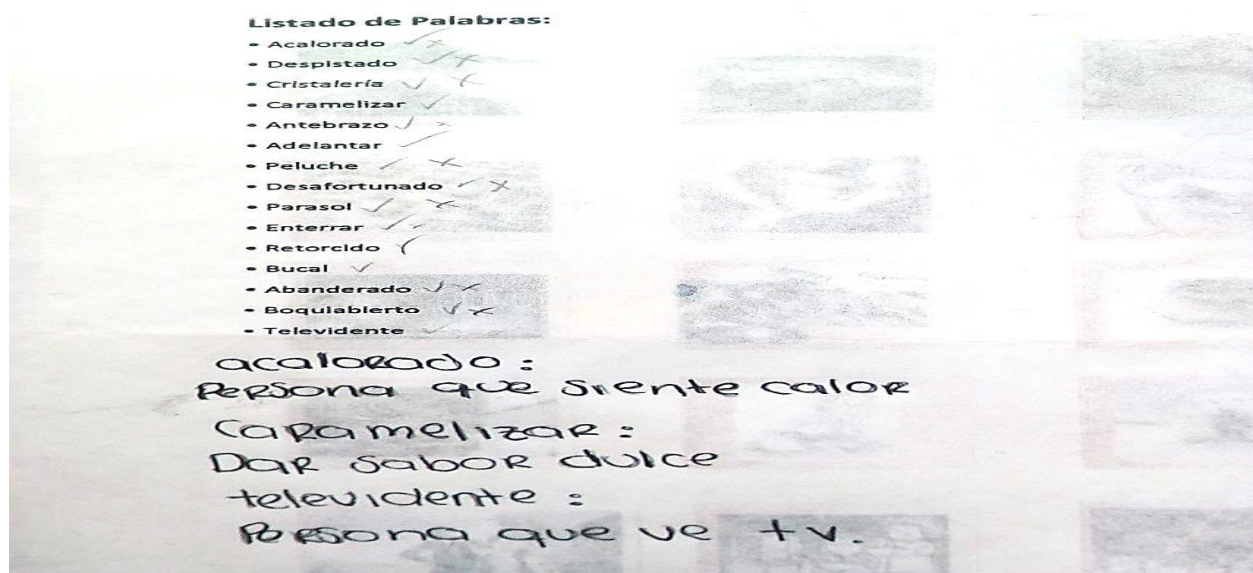 Listado de Palabras:
• Acalorado ✓ ×
• Despistado ✓ ×
• Cristalería ✓ ×
• Caramelizar ✓
• Antebrazo ✓ ×
• Adelantar ✓
• Peluche ✓ ×
• Desafortunado ✓ ×
• Parasol ✓ ×
• Enterrar ✓
• Retorcido ✓
• Bucal ✓
• Abanderado ✓ ×
• Boquiabierto ✓ ×
• Televidente ✓
acalorado :
Persona que siente calor
Caramelizar :
Dar sabor dulce
televidente :
Persona que ve tv.